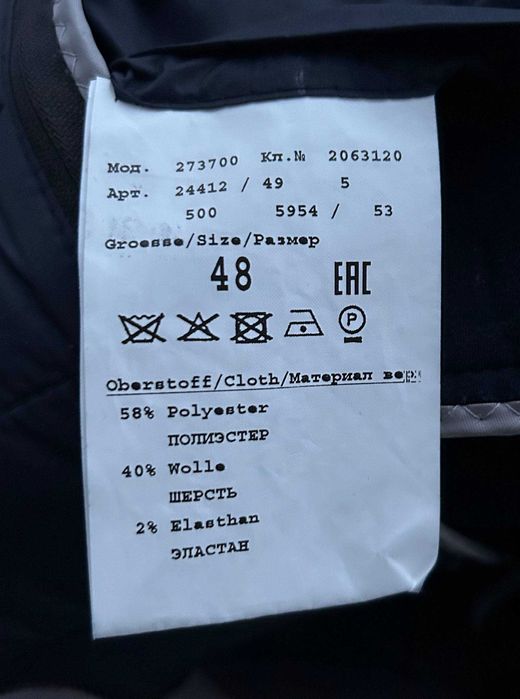 Мод. 273700 Кл.№ 2063120
Арт. 24412 / 49 5
500 5954 / 53
Groesse/Size/Размер
48 EAC
P
Oberstoff/Cloth/Материал
58% Polyester
ПОЛИЭСТЕР
40% Wolle
ШЕРСТЬ
2% Elasthan
ЭЛАСТАН